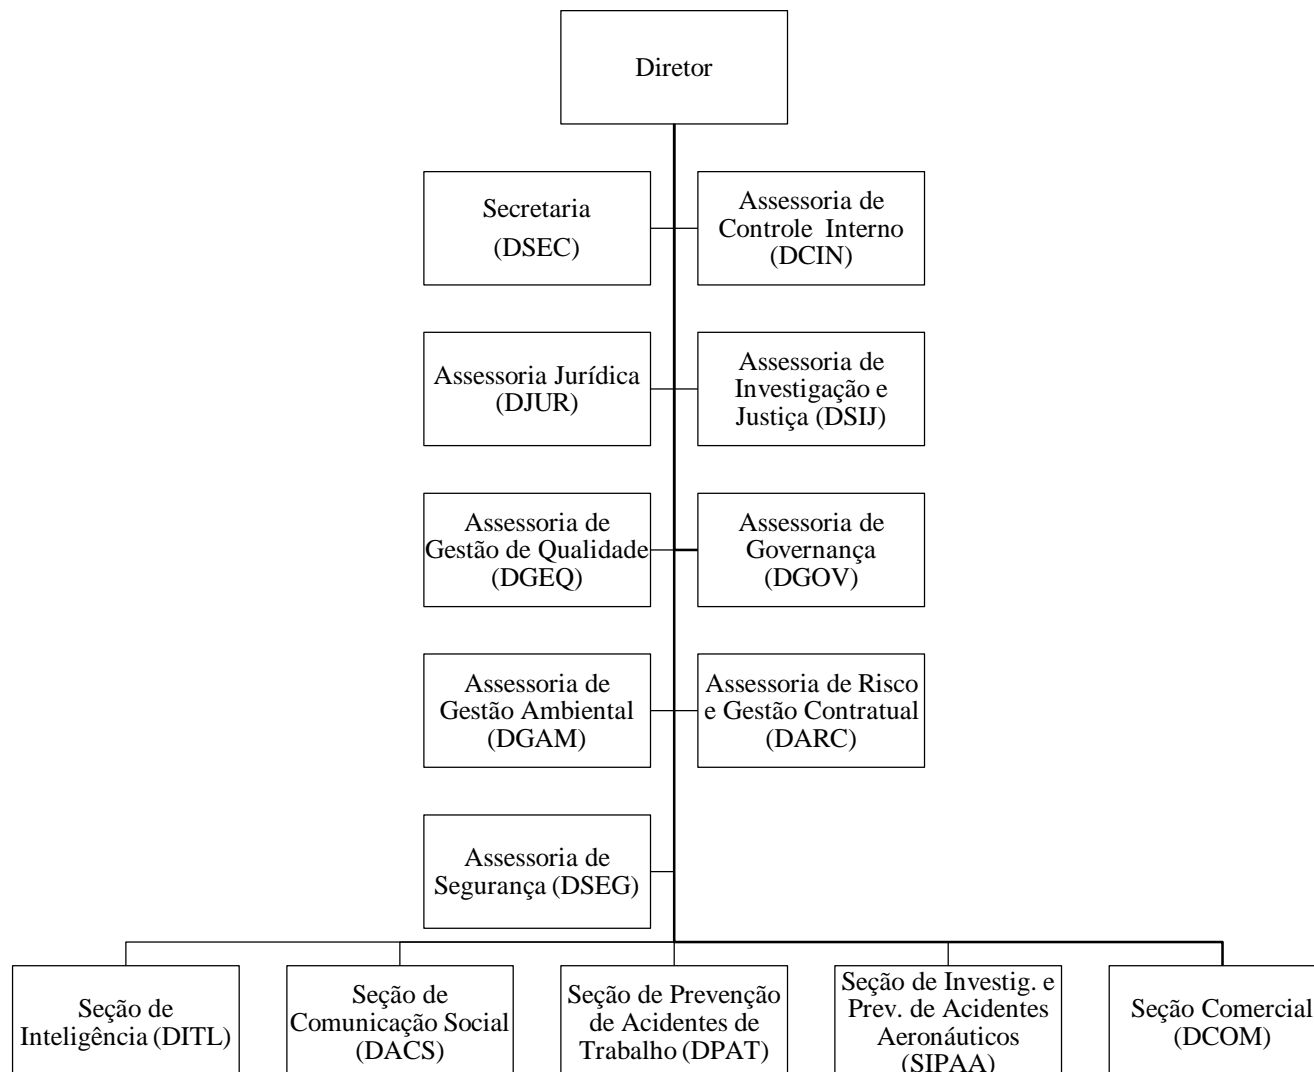 Diretor
Secretaria
(DSEC)
Assessoria de
Controle Interno
(DCIN)
Assessoria Jurídica
(DJUR)
Assessoria de
Investigação e
Justiça (DSIJ)
Assessoria de
Gestão de Qualidade
(DGEQ)
Assessoria de
Governança
(DGOV)
Assessoria de
Gestão Ambiental
(DGAM)
Assessoria de Risco
e Gestão Contratual
(DARC)
Assessoria de
Segurança (DSEG)
Seção de
Inteligência (DITL)
Seção de
Comunicação Social
(DACS)
Seção de Prevenção
de Acidentes de
Trabalho (DPAT)
Seção de Investig. e
Prev. de Acidentes
Aeronáuticos
(SIPAA)
Seção Comercial
(DCOM)